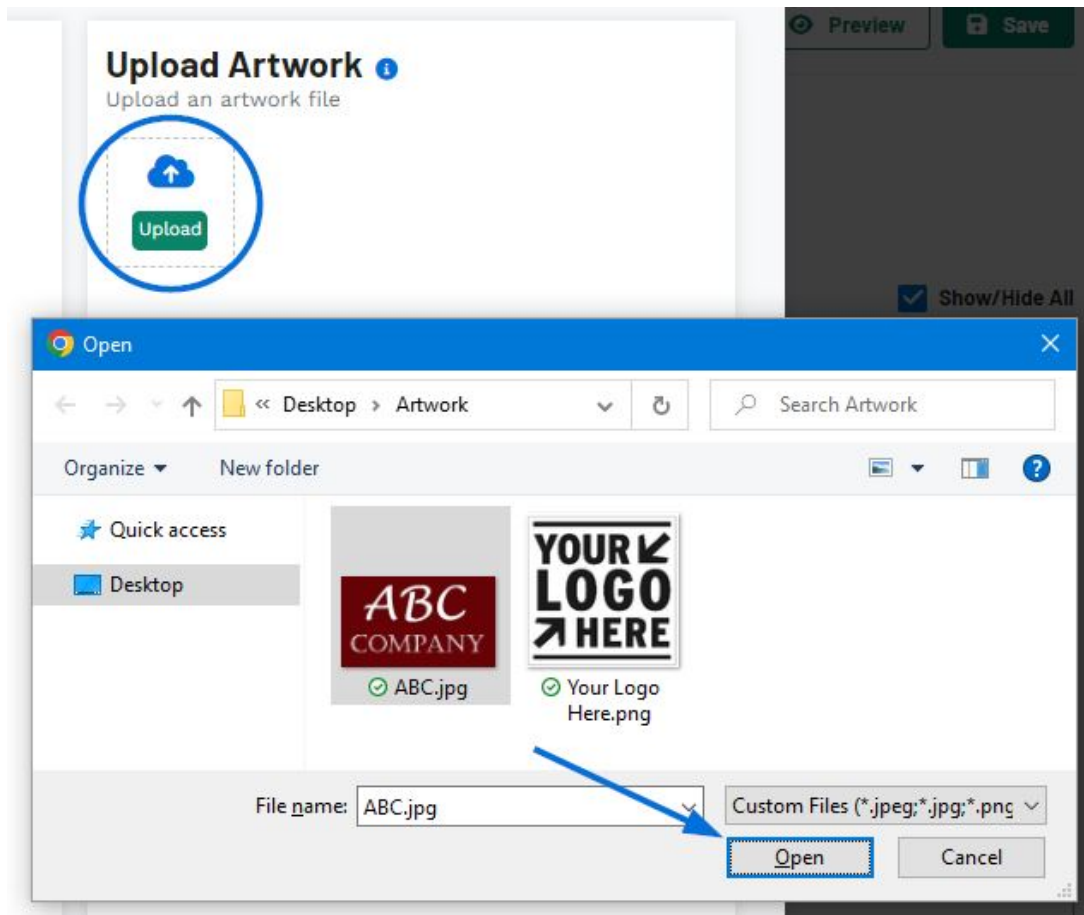 Preview
Save
Upload Artwork
Upload an artwork file
Upload
Show/Hide All
Open
« Desktop > Artwork
Search Artwork
Organize
New folder
Quick access
Desktop
ABC
COMPANY
ABC.jpg
YOUR
LOGO
HERE
Your Logo
Here.png
File name: ABC.jpg
Custom Files (*.jpeg;*.jpg;*.png
Open
Cancel